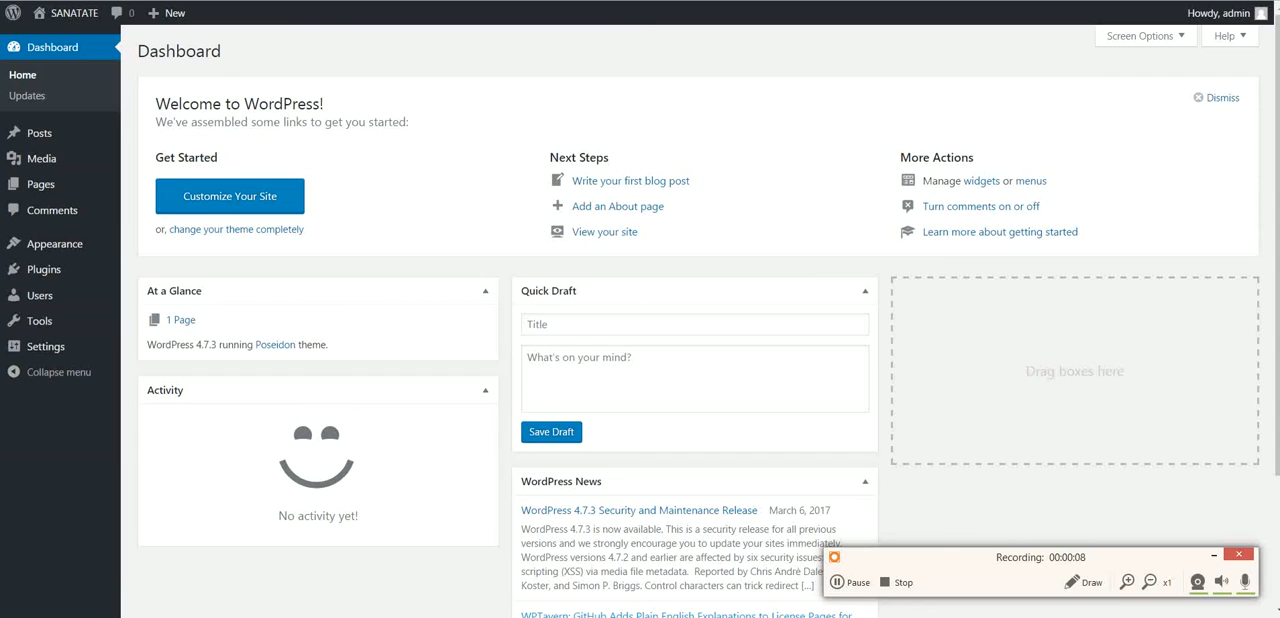 SANATATE 0 New Howdy, admin
Dashboard
Home
Updates
Posts
Media
Pages
Comments
Appearance
Plugins
Users
Tools
Settings
Collapse menu
Dashboard
Screen Options
Help
Welcome to WordPress!
We've assembled some links to get you started:
Dismiss
Get Started
Customize Your Site
or, change your theme completely
Next Steps
Write your first blog post
Add an About page
View your site
More Actions
Manage widgets or menus
Turn comments on or off
Learn more about getting started
At a Glance
1 Page
WordPress 4.7.3 running Poseidon theme.
Activity
No activity yet!
Quick Draft
Title
What's on your mind?
Save Draft
WordPress News
WordPress 4.7.3 Security and Maintenance Release March 6, 2017
WordPress 4.7.3 is now available. This is a security release for all previous
versions and we strongly encourage you to update your sites immediately.
WordPress versions 4.7.2 and earlier are affected by six security issues
scripting (XSS) via media file metadata. Reported by Chris André Dale
Koster, and Simon P. Briggs. Control characters can trick redirect [...]
WPTavern: GitHub Adds Plain English Explanations to License Pages for
Drag boxes here
Recording: 00:00:08
Pause Stop Draw x1